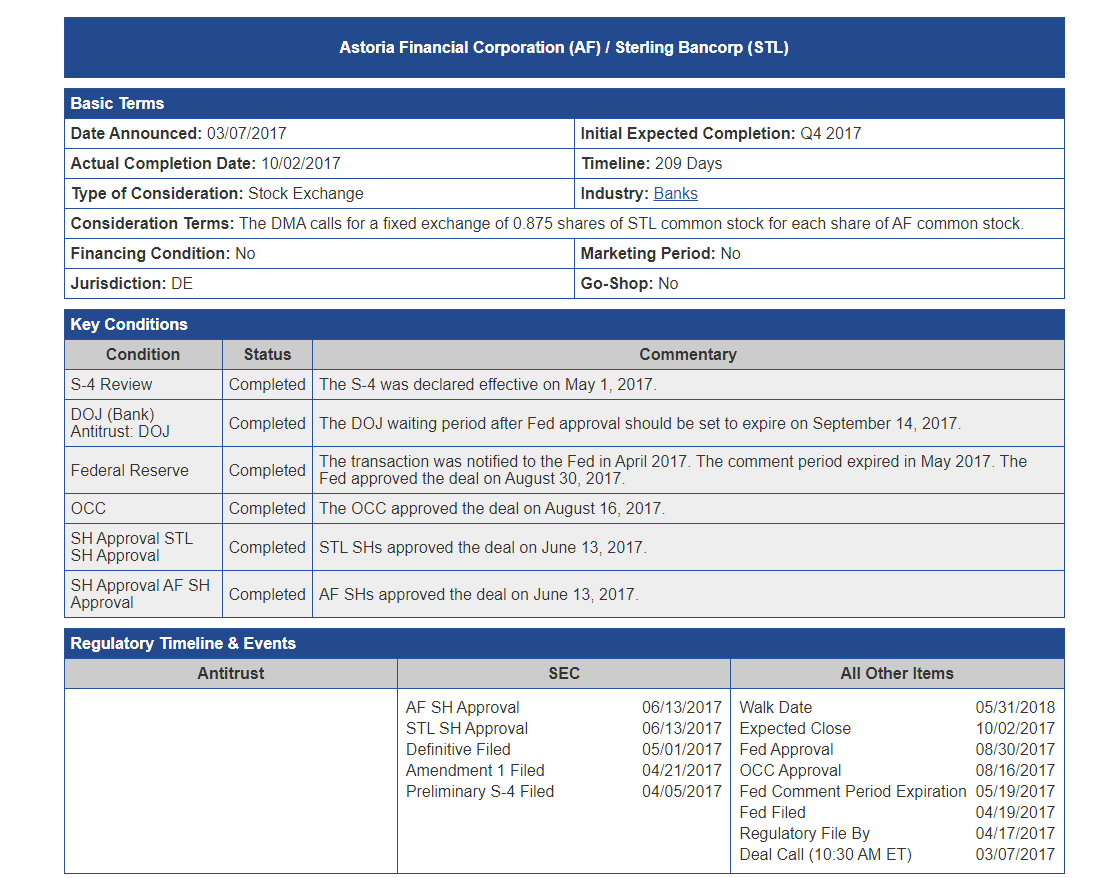 Astoria Financial Corporation (AF) / Sterling Bancorp (STL)
Basic Terms
Date Announced: 03/07/2017 Initial Expected Completion: Q4 2017
Actual Completion Date: 10/02/2017 Timeline: 209 Days
Type of Consideration: Stock Exchange Industry: Banks
Consideration Terms: The DMA calls for a fixed exchange of 0.875 shares of STL common stock for each share of AF common stock.
Financing Condition: No Marketing Period: No
Jurisdiction: DE Go-Shop: No
Key Conditions
Condition Status Commentary
S-4 Review Completed The S-4 was declared effective on May 1, 2017.
DOJ (Bank)
Antitrust: DOJ
Completed The DOJ waiting period after Fed approval should be set to expire on September 14, 2017.
Federal Reserve Completed The transaction was notified to the Fed in April 2017. The comment period expired in May 2017. The
Fed approved the deal on August 30, 2017.
OCC Completed The OCC approved the deal on August 16, 2017.
SH Approval STL
SH Approval
Completed STL SHs approved the deal on June 13, 2017.
SH Approval AF SH
Approval
Completed AF SHs approved the deal on June 13, 2017.
Regulatory Timeline & Events
Antitrust SEC All Other Items
AF SH Approval 06/13/2017
STL SH Approval 06/13/2017
Definitive Filed 05/01/2017
Amendment 1 Filed 04/21/2017
Preliminary S-4 Filed 04/05/2017
Walk Date 05/31/2018
Expected Close 10/02/2017
Fed Approval 08/30/2017
OCC Approval 08/16/2017
Fed Comment Period Expiration 05/19/2017
Fed Filed 04/19/2017
Regulatory File By 04/17/2017
Deal Call (10:30 AM ET) 03/07/2017